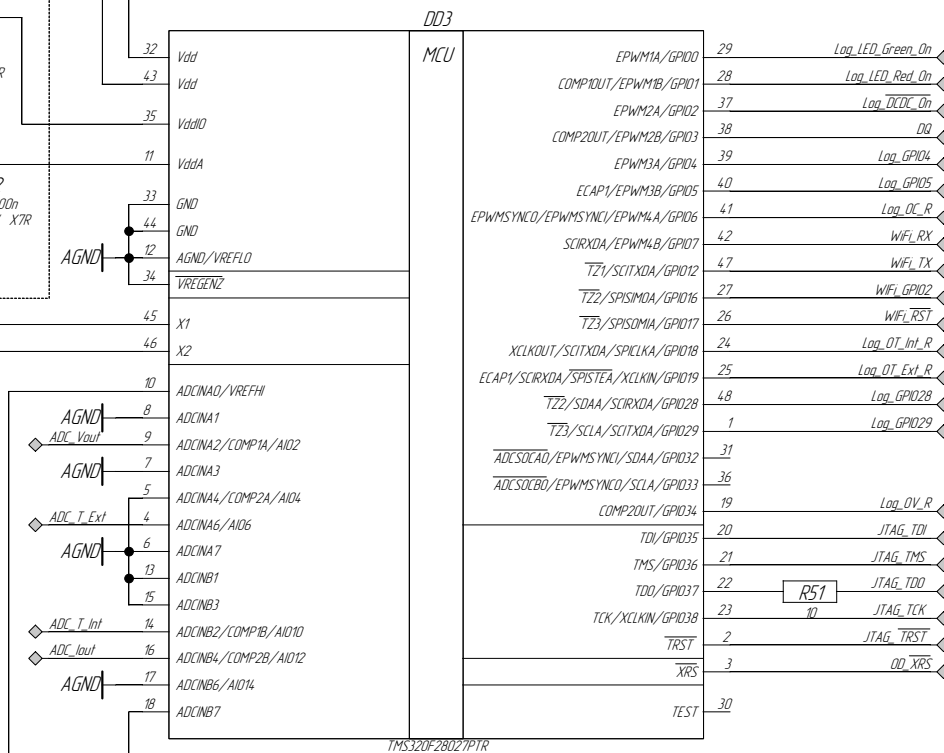 DD3
MCU
32 Vdd
43 Vdd
35 VddIO
11 VddA
33 GND
44 GND
AGND 12 AGND/VREFLO
34 VREGENZ
45 X1
46 X2
10 ADCINA0/VREFHI
AGND 8 ADCINA1
ADC_Vout 9 ADCINA2/COMP1A/AIO2
AGND 7 ADCINA3
5 ADCINA4/COMP2A/AIO4
ADC_T_Ext 4 ADCINA6/AIO6
AGND 6 ADCINA7
13 ADCINB1
15 ADCINB3
ADC_T_Int 14 ADCINB2/COMP1B/AIO10
ADC_Iout 16 ADCINB4/COMP2B/AIO12
AGND 17 ADCINB6/AIO14
18 ADCINB7
R
00n
X7R
EPWM1A/GPIO0 29 Log_LED_Green_On
COMP1OUT/EPWM1B/GPIO1 28 Log_LED_Red_On
EPWM2A/GPIO2 37 Log_DCDC_On
COMP2OUT/EPWM2B/GPIO3 38 DQ
EPWM3A/GPIO4 39 Log_GPIO4
ECAP1/EPWM3B/GPIO5 40 Log_GPIO5
EPWMSYNCO/EPWMSYNCI/EPWM4A/GPIO6 41 Log_OC_R
SCIRXDA/EPWM4B/GPIO7 42 WiFi_RX
TZ1/SCITXDA/GPIO12 47 WiFi_TX
TZ2/SPISIMOA/GPIO16 27 WIFi_GPIO2
TZ3/SPISOMIA/GPIO17 26 WIFi_RST
XCLKOUT/SCITXDA/SPICLKA/GPIO18 24 Log_OT_Int_R
ECAP1/SCIRXDA/SPISTEA/XCLKIN/GPIO19 25 Log_OT_Ext_R
TZ2/SDAA/SCIRXDA/GPIO28 48 Log_GPIO28
TZ3/SCLA/SCITXDA/GPIO29 1 Log_GPIO29
ADCSOCAO/EPWMSYNCI/SDAA/GPIO32 31
ADCSOCBO/EPWMSYNCO/SCLA/GPIO33 36
COMP2OUT/GPIO34 19 Log_OV_R
TDI/GPIO35 20 JTAG_TDI
TMS/GPIO36 21 JTAG_TMS
TDO/GPIO37 22 R51 JTAG_TDO
10
TCK/XCLKIN/GPIO38 23 JTAG_TCK
TRST 2 JTAG_TRST
XRS 3 OD_XRS
TEST 30
TMS320F28027PTR